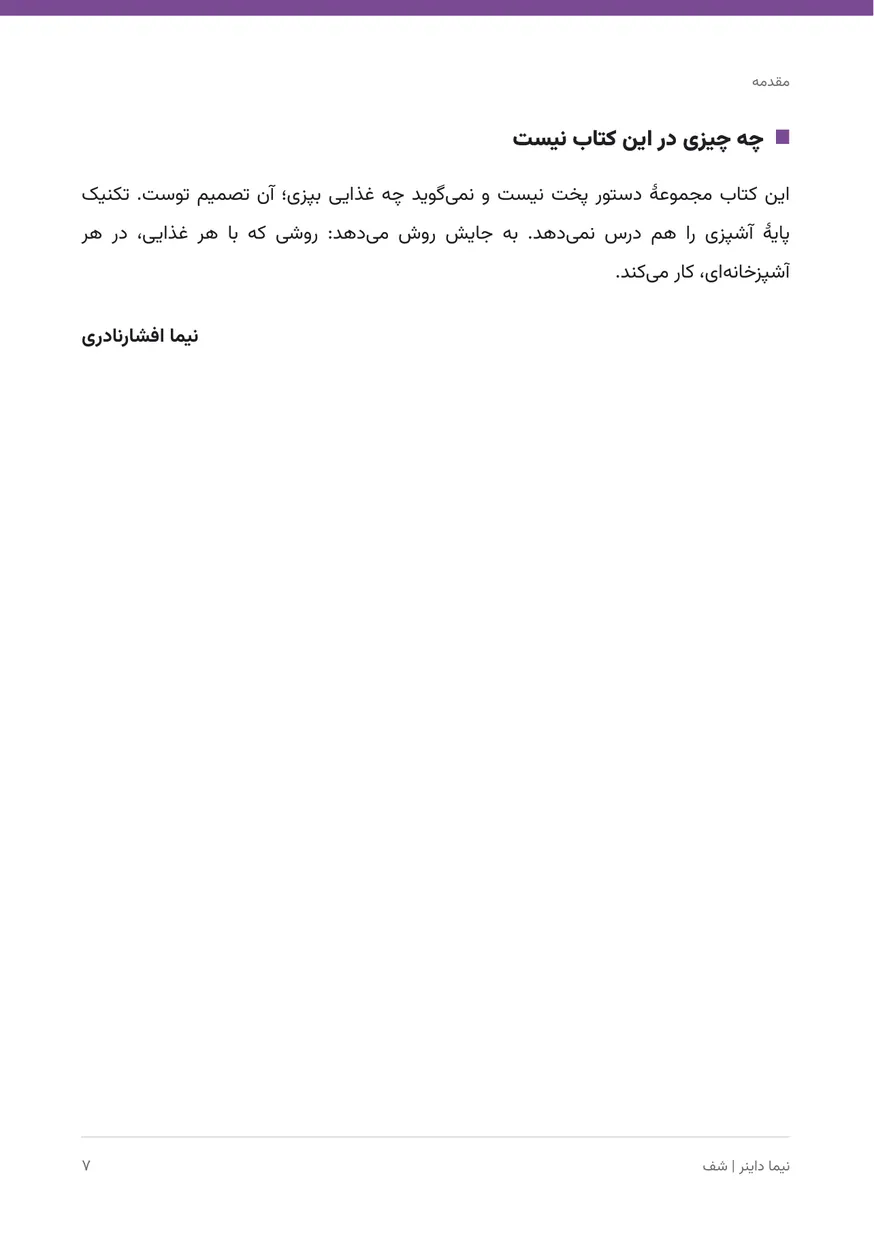 مقدمه
چه چیزی در این کتاب نیست
این کتاب مجموعهٔ دستور پخت نیست و نمی‌گوید چه غذایی بپزی؛ آن تصمیم توست. تکنیک
پایهٔ آشپزی را هم درس نمی‌دهد. به جایش روش می‌دهد: روشی که با هر غذایی، در هر
آشپزخانه‌ای، کار می‌کند.
نیما افشارنادری
نیما داینر | شف
۷